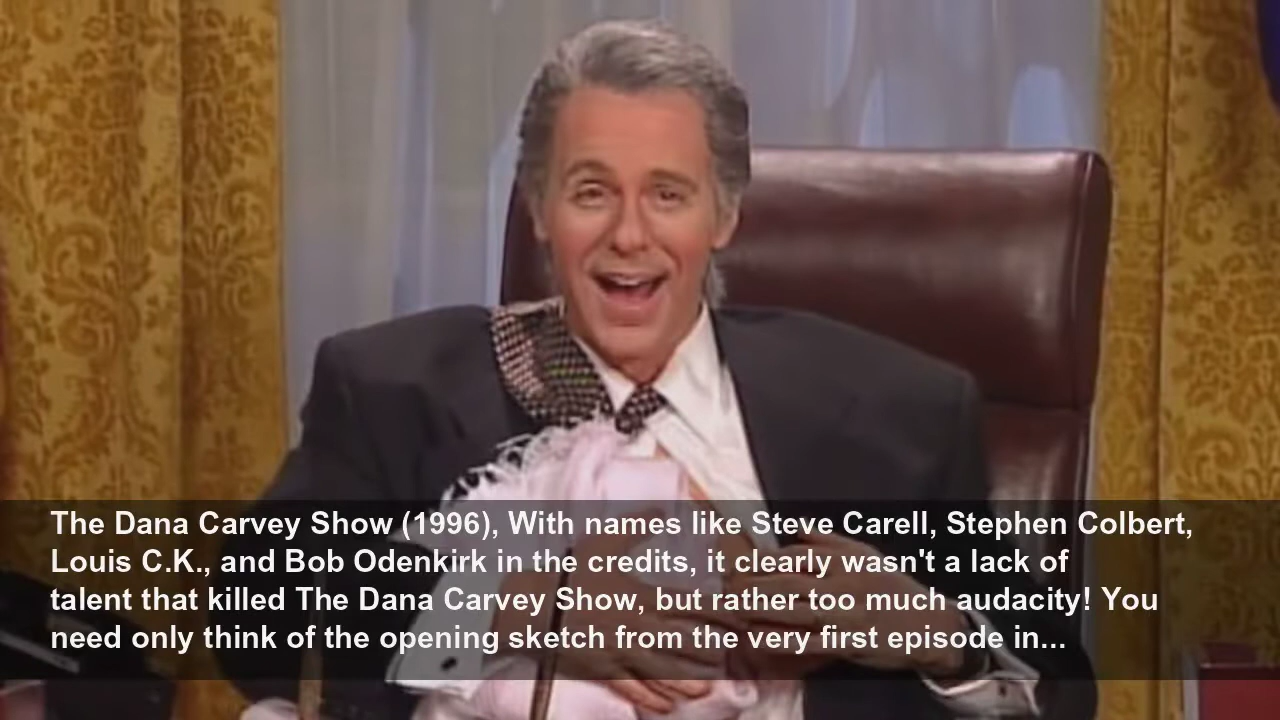 The Dana Carvey Show (1996), With names like Steve Carell, Stephen Colbert,
Louis C.K., and Bob Odenkirk in the credits, it clearly wasn't a lack of
talent that killed The Dana Carvey Show, but rather too much audacity! You
need only think of the opening sketch from the very first episode in...